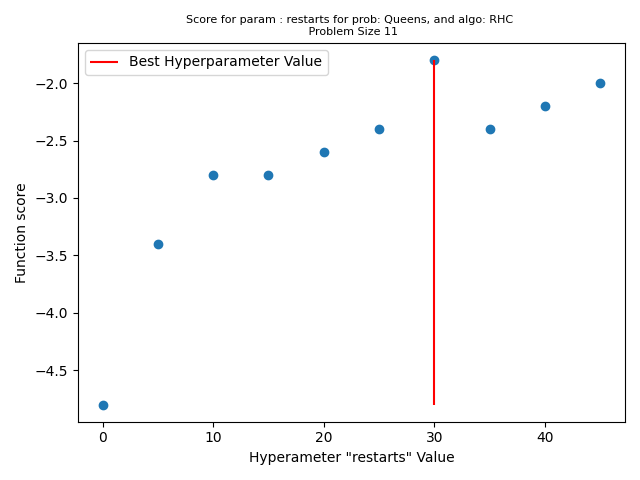 Score for param : restarts for prob: Queens, and algo: RHC
Problem Size 11
Best Hyperparameter Value
Function score
−2.0
−2.5
−3.0
−3.5
−4.0
−4.5
0 10 20 30 40
Hyperameter "restarts" Value